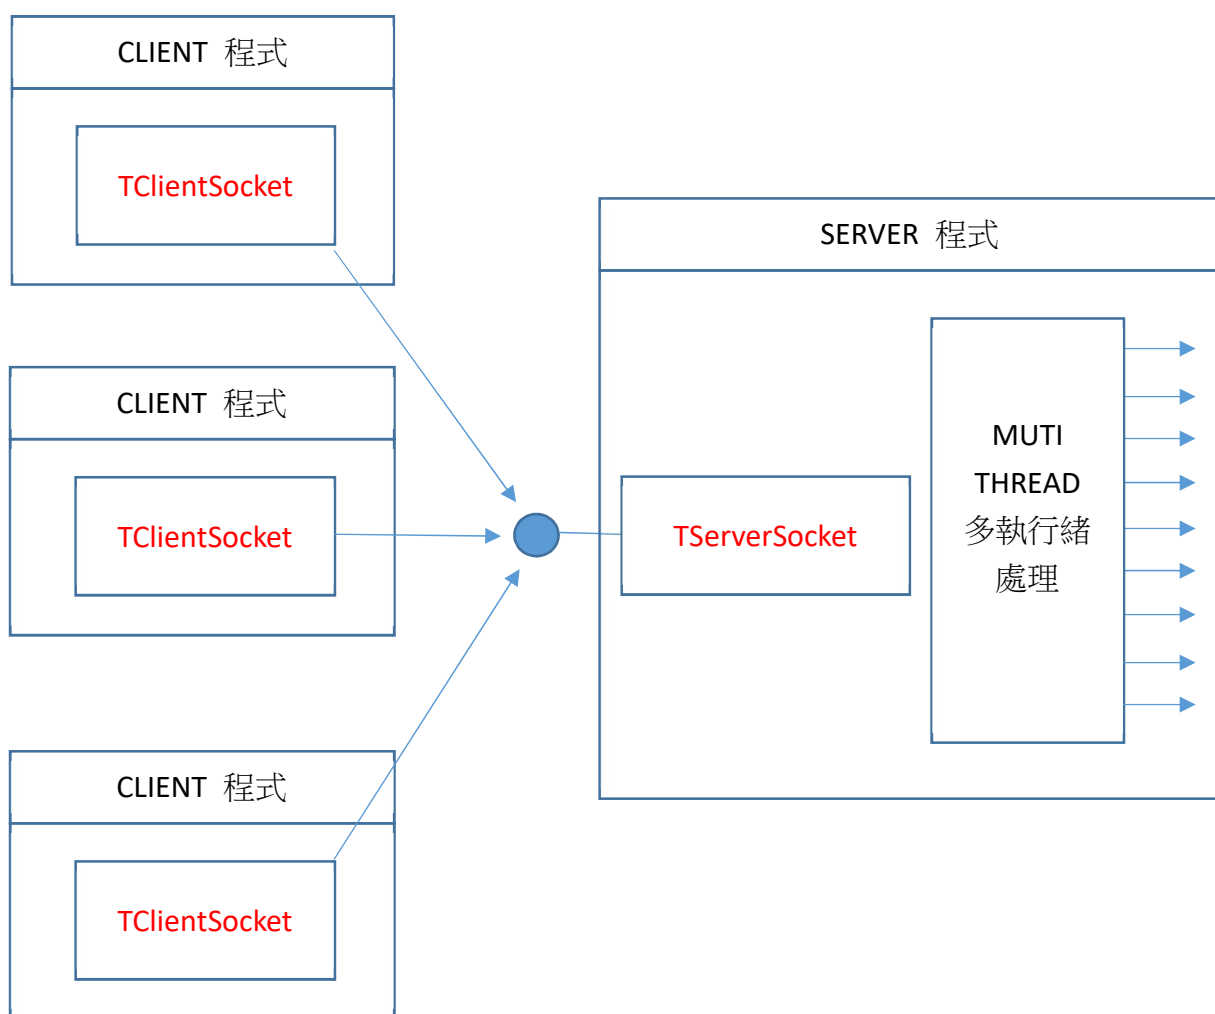 CLIENT 程式
TClientSocket
CLIENT 程式
TClientSocket
CLIENT 程式
TClientSocket
SERVER 程式
TServerSocket
MUTI
THREAD
多執行緒
處理